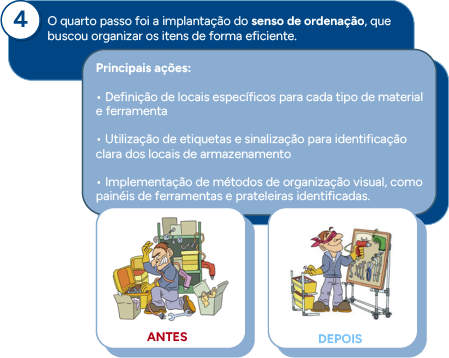 4
O quarto passo foi a implantação do senso de ordenação, que
buscou organizar os itens de forma eficiente.
Principais ações:
• Definição de locais específicos para cada tipo de material
e ferramenta
• Utilização de etiquetas e sinalização para identificação
clara dos locais de armazenamento
• Implementação de métodos de organização visual, como
painéis de ferramentas e prateleiras identificadas.
ANTES
DEPOIS